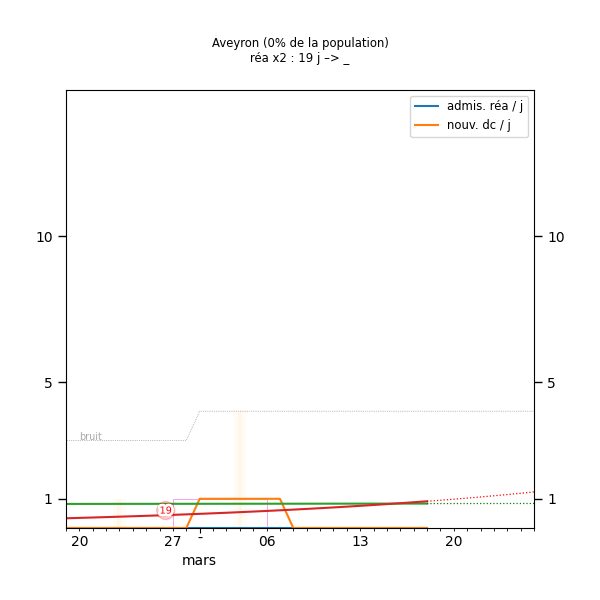 Aveyron (0% de la population)
réa x2 : 19 j –> _
admis. réa / j
nouv. dc / j
10
10
5
5
bruit
1
1
19
20
27
-
06
13
20
mars